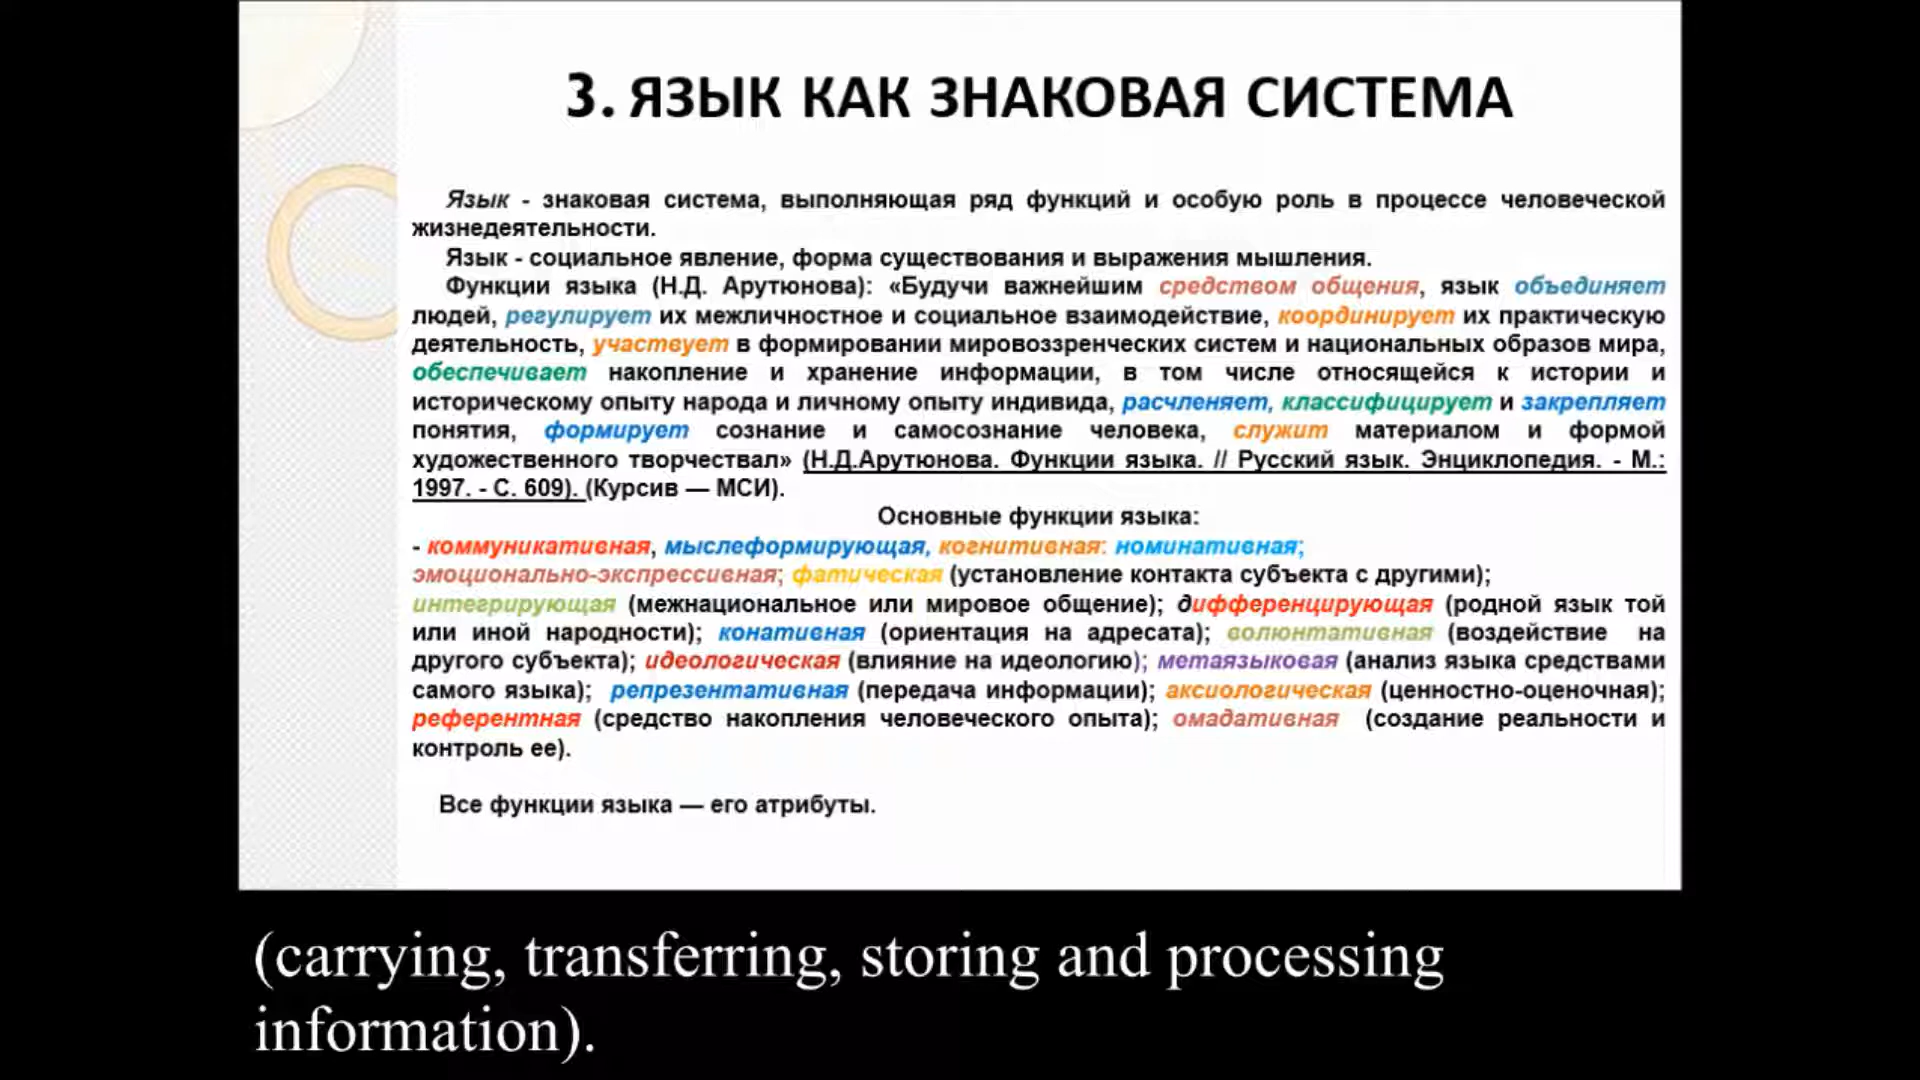 3. ЯЗЫК КАК ЗНАКОВАЯ СИСТЕМА
Язык - знаковая система, выполняющая ряд функций и особую роль в процессе человеческой
жизнедеятельности.
Язык - социальное явление, форма существования и выражения мышления.
Функции языка (Н.Д. Арутюнова): «Будучи важнейшим средством общения, язык объединяет
людей, регулирует их межличностное и социальное взаимодействие, координирует их практическую
деятельность, участвует в формировании мировоззренческих систем и национальных образов мира,
обеспечивает накопление и хранение информации, в том числе относящейся к истории и
историческому опыту народа и личному опыту индивида, расчленяет, классифицирует и закрепляет
понятия, формирует сознание и самосознание человека, служит материалом и формой
художественного творчествал» (Н.Д.Арутюнова. Функции языка. // Русский язык. Энциклопедия. - М.:
1997. - С. 609). (Курсив — МСИ).
Основные функции языка:
- коммуникативная, мыслеформирующая, когнитивная: номинативная;
эмоционально-экспрессивная; фатическая (установление контакта субъекта с другими);
интегрирующая (межнациональное или мировое общение); дифференцирующая (родной язык той
или иной народности); конативная (ориентация на адресата); волюнтативная (воздействие на
другого субъекта); идеологическая (влияние на идеологию); метаязыковая (анализ языка средствами
самого языка); репрезентативная (передача информации); аксиологическая (ценностно-оценочная);
референтная (средство накопления человеческого опыта); омадативная (создание реальности и
контроль ее).
Все функции языка — его атрибуты.
(carrying, transferring, storing and processing
information).